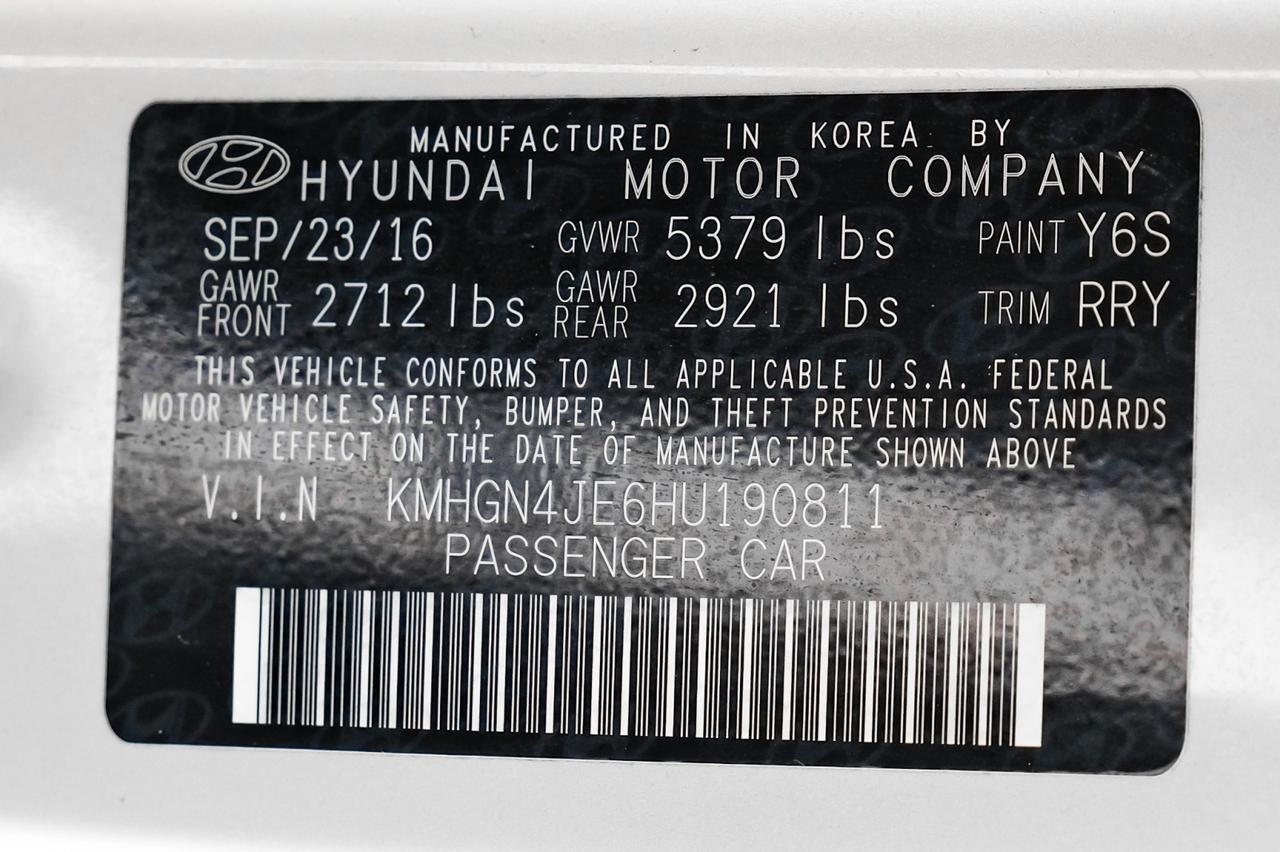 MANUFACTURED IN KOREA BY
HYUNDAI MOTOR COMPANY
SEP/23/16 GVWR 5379 lbs PAINT Y6S
GAWR FRONT 2712 lbs GAWR REAR 2921 lbs TRIM RRY
THIS VEHICLE CONFORMS TO ALL APPLICABLE U.S.A. FEDERAL
MOTOR VEHICLE SAFETY, BUMPER, AND THEFT PREVENTION STANDARDS
IN EFFECT ON THE DATE OF MANUFACTURE SHOWN ABOVE
V.I.N KMHGN4JE6HU190811
PASSENGER CAR